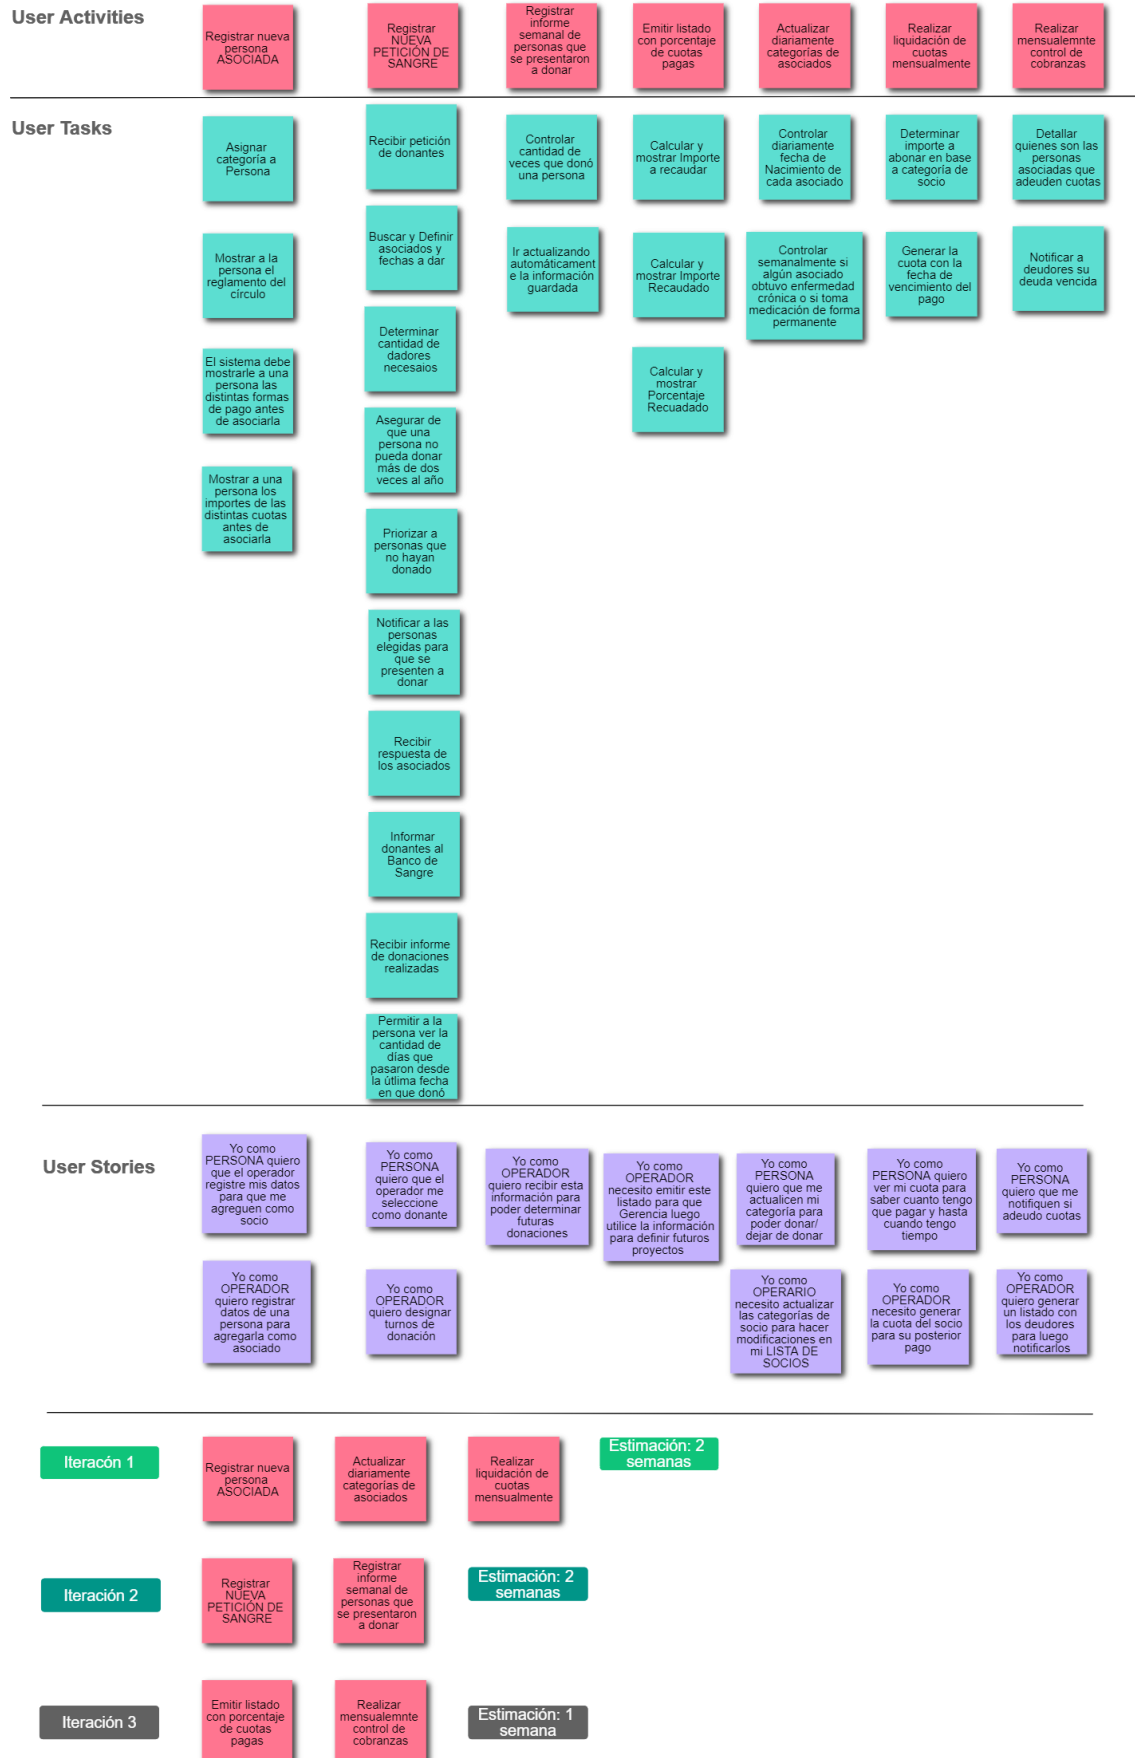 User Activities
Registrar nueva
persona
ASOCIADA
Registrar
NUEVA
PETICIÓN DE
SANGRE
Registrar
informe
semanal de
personas que
se presentaron
a donar
Emitir listado
con porcentaje
de cuotas
pagas
Actualizar
diariamente
categorías de
asociados
Realizar
liquidación de
cuotas
mensualmente
Realizar
mensualemnte
control de
cobranzas
User Tasks
Asignar
categoría a
Persona
Recibir petición
de donantes
Controlar
cantidad de
veces que donó
una persona
Calcular y
mostrar Importe
a recaudar
Controlar
diariamente
fecha de
Nacimiento de
cada asociado
Determinar
importe a
abonar en base
a categoría de
socio
Detallar
quienes son las
personas
asociadas que
adeuden cuotas
Mostrar a la
persona el
reglamento del
círculo
Buscar y Definir
asociados y
fechas a dar
Ir actualizando
automáticament
e la información
guardada
Calcular y
mostrar Importe
Recaudado
Controlar
semanalmente si
algún asociado
obtuvo enfermedad
crónica o si toma
medicación de forma
permanente
Generar la
cuota con la
fecha de
vencimiento del
pago
Notificar a
deudores su
deuda vencida
El sistema debe
mostrarle a una
persona las
distintas formas
de pago antes
de asociarla
Determinar
cantidad de
dadores
necesaios
Calcular y
mostrar
Porcentaje
Recuadado
Mostrar a una
persona los
importes de las
distintas cuotas
antes de
asociarla
Asegurar de
que una
persona no
pueda donar
más de dos
veces al año
Priorizar a
personas que
no hayan
donado
Notificar a las
personas
elegidas para
que se
presenten a
donar
Recibir
respuesta de
los asociados
Informar
donantes al
Banco de
Sangre
Recibir informe
de donaciones
realizadas
Permitir a la
persona ver la
cantidad de
días que
pasaron desde
la útlima fecha
en que donó
User Stories
Yo como
PERSONA quiero
que el operador
registre mis datos
para que me
agreguen como
socio
Yo como
PERSONA
quiero que el
operador me
seleccione
como donante
Yo como
OPERADOR
quiero recibir esta
información para
poder determinar
futuras
donaciones
Yo como
OPERADOR
necesito emitir este
listado para que
Gerencia luego
utilice la información
para definir futuros
proyectos
Yo como
PERSONA
quiero que me
actualicen mi
categoría para
poder donar/
dejar de donar
Yo como
PERSONA quiero
ver mi cuota para
saber cuanto tengo
que pagar y hasta
cuando tengo
tiempo
Yo como
PERSONA
quiero que me
notifiquen si
adeudo cuotas
Yo como
OPERADOR
quiero registrar
datos de una
persona para
agregarla como
asociado
Yo como
OPERADOR
quiero designar
turnos de
donación
Yo como
OPERARIO
necesito actualizar
las categorías de
socio para hacer
modificaciones en
mi LISTA DE
SOCIOS
Yo como
OPERADOR
necesito generar
la cuota del socio
para su posterior
pago
Yo como
OPERADOR
quiero generar
un listado con
los deudores
para luego
notificarlos
Iteracón 1
Registrar nueva
persona
ASOCIADA
Actualizar
diariamente
categorías de
asociados
Realizar
liquidación de
cuotas
mensualmente
Estimación: 2
semanas
Iteración 2
Registrar
NUEVA
PETICIÓN DE
SANGRE
Registrar
informe
semanal de
personas que
se presentaron
a donar
Estimación: 2
semanas
Iteración 3
Emitir listado
con porcentaje
de cuotas
pagas
Realizar
mensualemnte
control de
cobranzas
Estimación: 1
semana